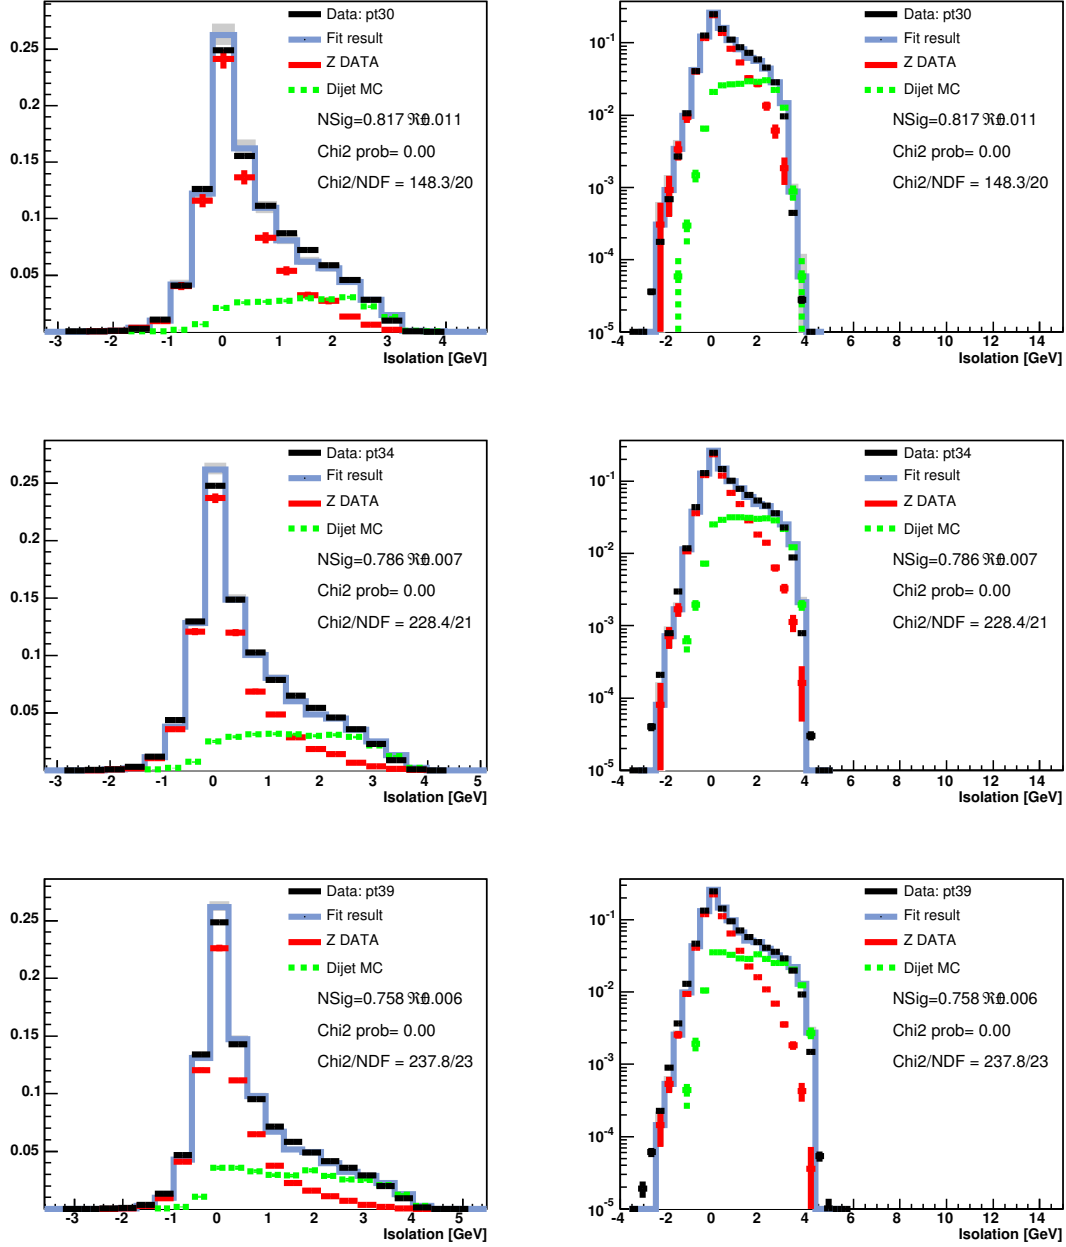 Data: pt30
Fit result
Z DATA
Dijet MC
NSig=0.817 ℜ±0.011
Chi2 prob= 0.00
Chi2/NDF = 148.3/20
0.25
0.2
0.15
0.1
0.05
-3 -2 -1 0 1 2 3 4
Isolation [GeV]
Data: pt30
Fit result
Z DATA
Dijet MC
NSig=0.817 ℜ±0.011
Chi2 prob= 0.00
Chi2/NDF = 148.3/20
10-1
10-2
10-3
10-4
10-5
-4 -2 0 2 4 6 8 10 12 14
Isolation [GeV]
Data: pt34
Fit result
Z DATA
Dijet MC
NSig=0.786 ℜ±0.007
Chi2 prob= 0.00
Chi2/NDF = 228.4/21
0.25
0.2
0.15
0.1
0.05
-3 -2 -1 0 1 2 3 4 5
Isolation [GeV]
Data: pt34
Fit result
Z DATA
Dijet MC
NSig=0.786 ℜ±0.007
Chi2 prob= 0.00
Chi2/NDF = 228.4/21
10-1
10-2
10-3
10-4
10-5
-4 -2 0 2 4 6 8 10 12 14
Isolation [GeV]
Data: pt39
Fit result
Z DATA
Dijet MC
NSig=0.758 ℜ±0.006
Chi2 prob= 0.00
Chi2/NDF = 237.8/23
0.25
0.2
0.15
0.1
0.05
-3 -2 -1 0 1 2 3 4 5
Isolation [GeV]
Data: pt39
Fit result
Z DATA
Dijet MC
NSig=0.758 ℜ±0.006
Chi2 prob= 0.00
Chi2/NDF = 237.8/23
10-1
10-2
10-3
10-4
10-5
-4 -2 0 2 4 6 8 10 12 14
Isolation [GeV]